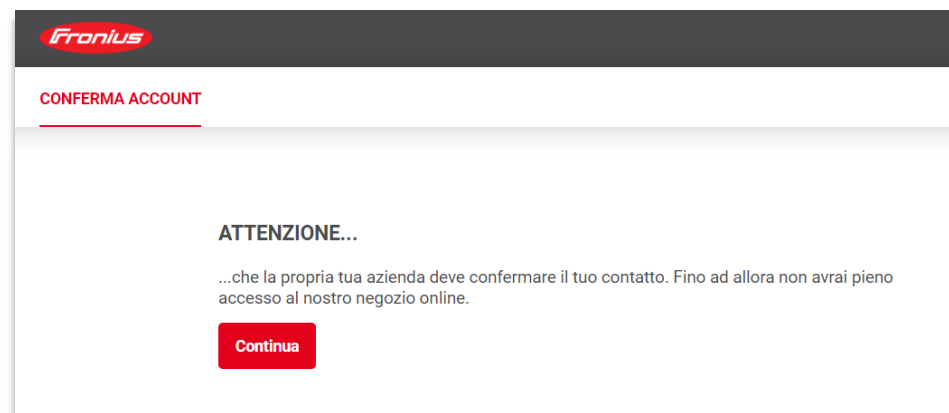 Fronius
CONFERMA ACCOUNT
ATTENZIONE...
...che la propria tua azienda deve confermare il tuo contatto. Fino ad allora non avrai pieno
accesso al nostro negozio online.
Continua